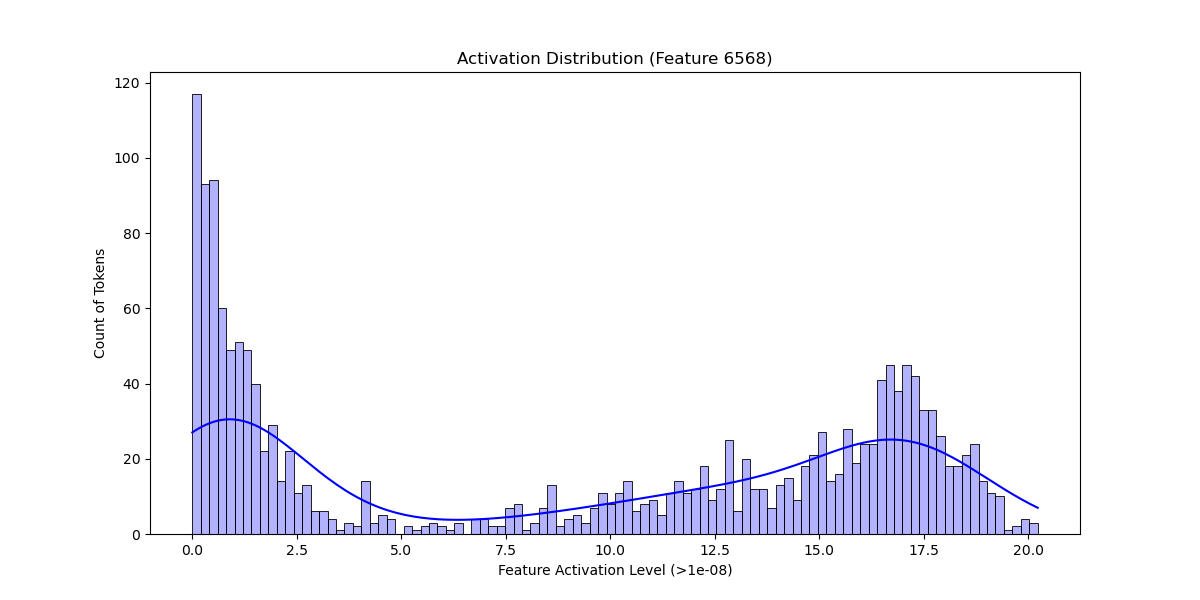 Activation Distribution (Feature 6568)
120
100
80
60
40
20
0
Count of Tokens
0.0 2.5 5.0 7.5 10.0 12.5 15.0 17.5 20.0
Feature Activation Level (>1e-08)